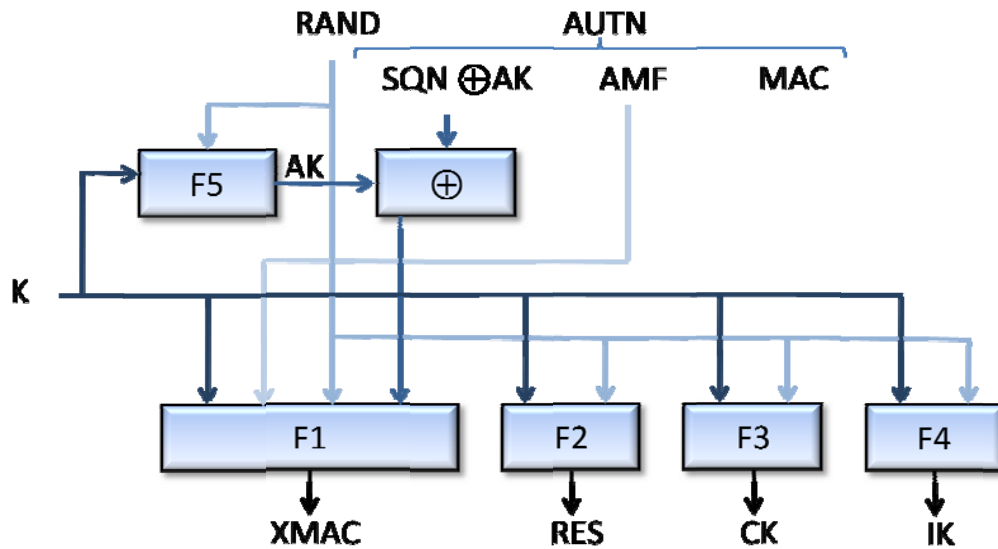 RAND AUTN
SQN ⊕AK AMF MAC
AK
F5 ⊕
K
F1 F2 F3 F4
XMAC RES CK IK